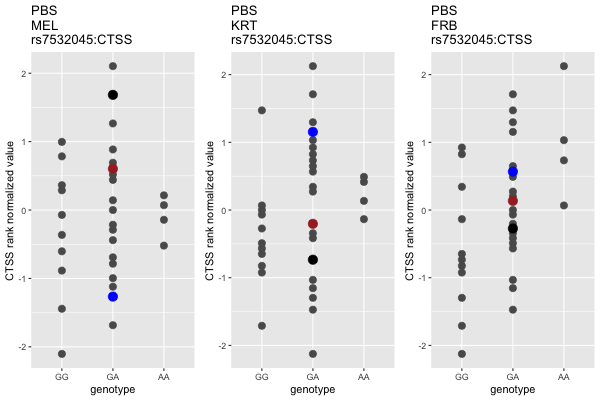 PBS
MEL
rs7532045:CTSS
CTSS rank normalized value
2
1
0
-1
-2
GG GA AA
genotype
PBS
KRT
rs7532045:CTSS
CTSS rank normalized value
2
1
0
-1
-2
GG GA AA
genotype
PBS
FRB
rs7532045:CTSS
CTSS rank normalized value
2
1
0
-1
-2
GG GA AA
genotype